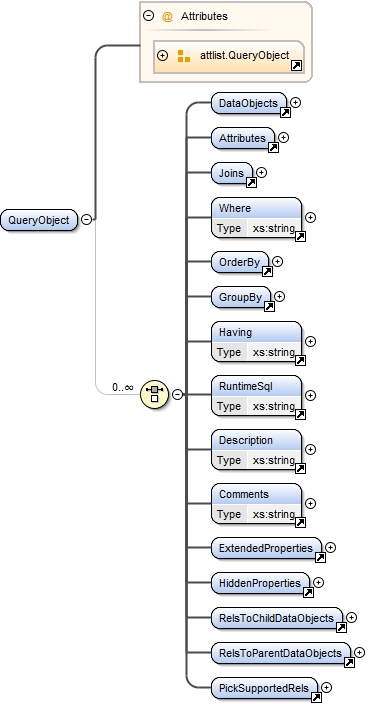 Attributes
attlist.QueryObject
QueryObject
0..∞
DataObjects
Attributes
Joins
Where
Type xs:string
OrderBy
GroupBy
Having
Type xs:string
RuntimeSql
Type xs:string
Description
Type xs:string
Comments
Type xs:string
ExtendedProperties
HiddenProperties
RelsToChildDataObjects
RelsToParentDataObjects
PickSupportedRels